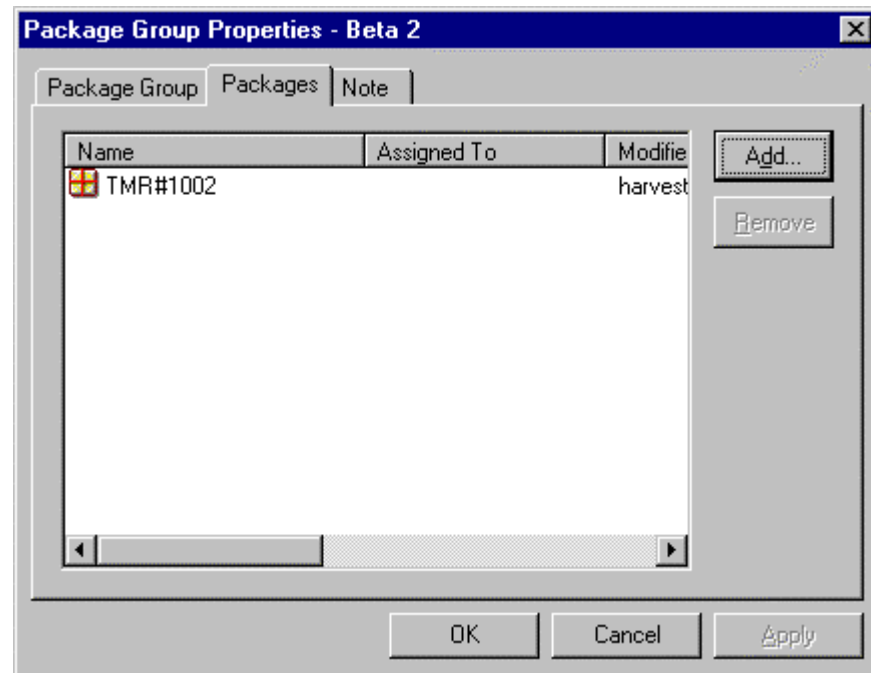 Package Group Properties - Beta 2
Package Group Packages Note
Name Assigned To Modifie
Add...
TMR#1002 harvest
Remove
OK Cancel Apply